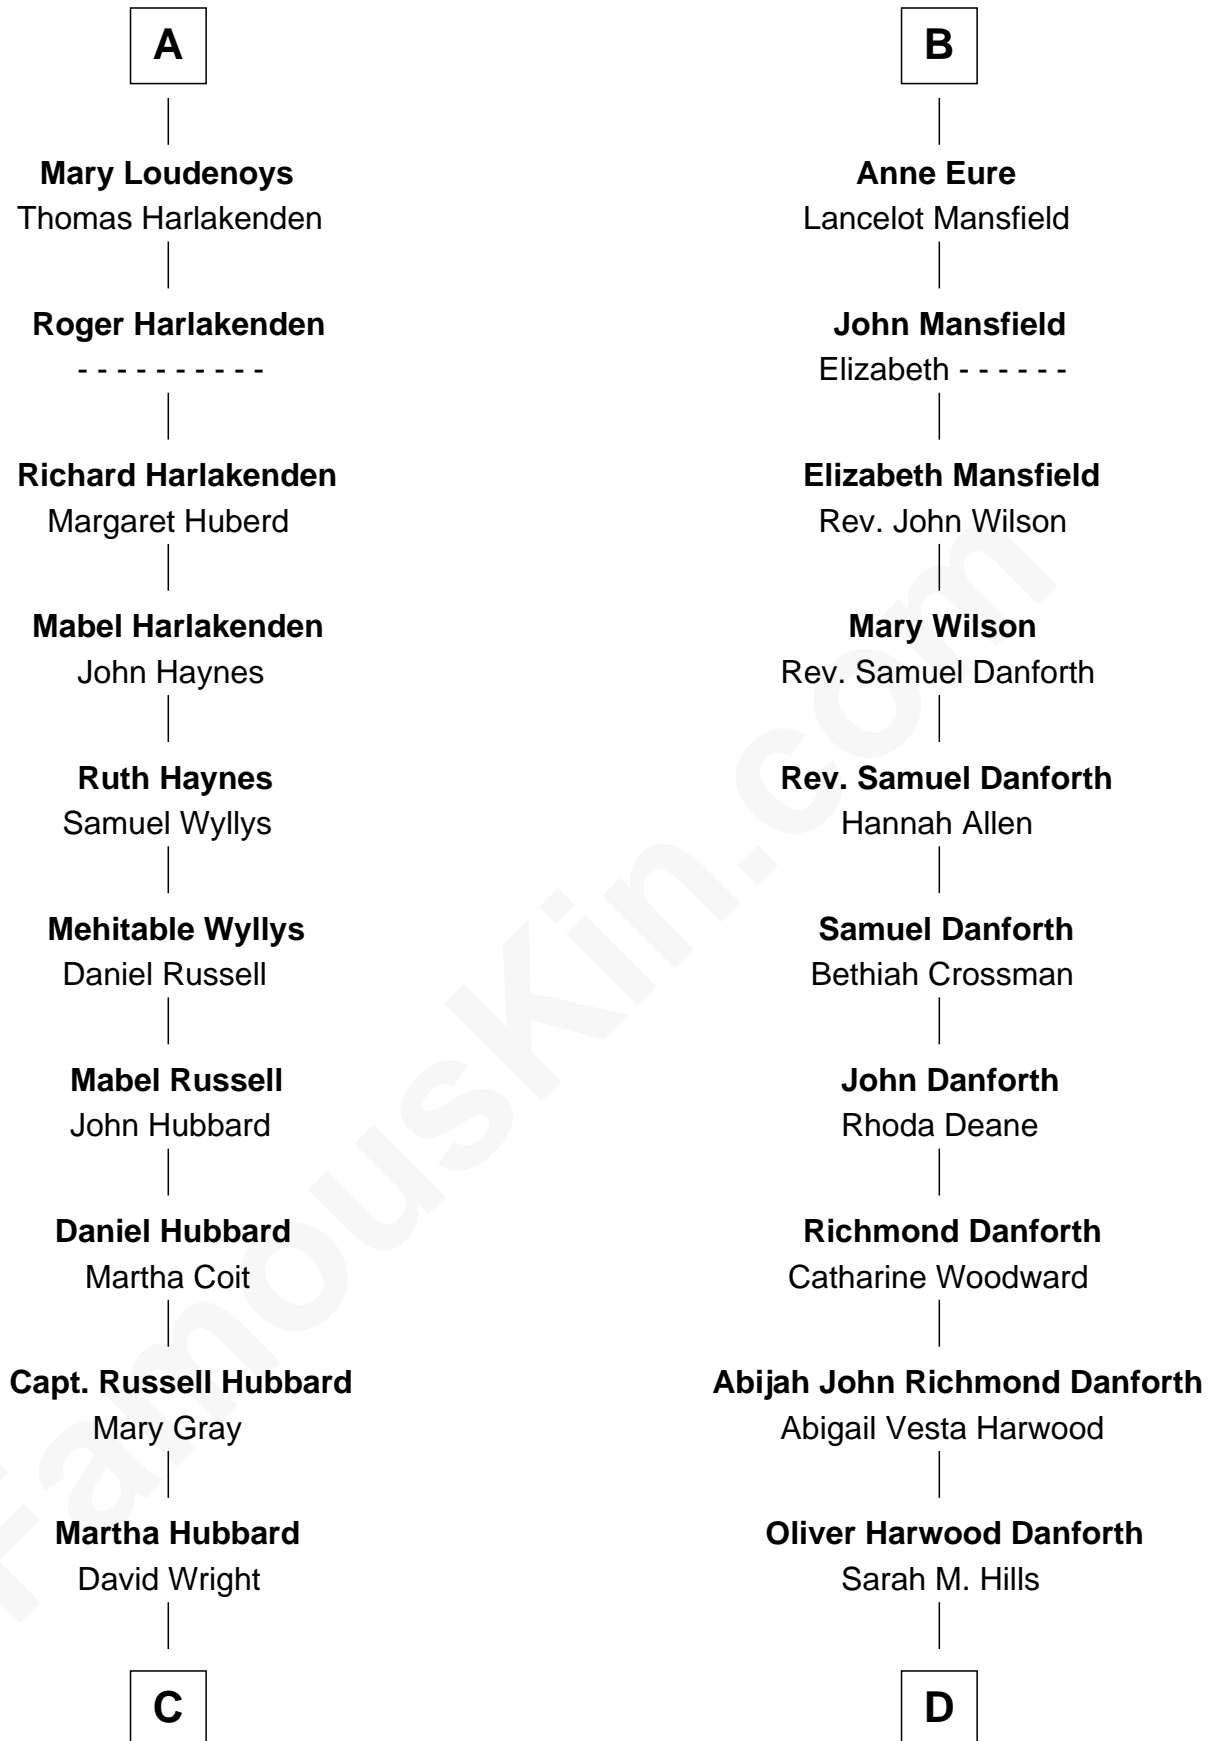 A
Mary Loudenoys
Thomas Harlakenden
Roger Harlakenden
- - - - - - - - - -
Richard Harlakenden
Margaret Huberd
Mabel Harlakenden
John Haynes
Ruth Haynes
Samuel Wyllys
Mehitable Wyllys
Daniel Russell
Mabel Russell
John Hubbard
Daniel Hubbard
Martha Coit
Capt. Russell Hubbard
Mary Gray
Martha Hubbard
David Wright
C
B
Anne Eure
Lancelot Mansfield
John Mansfield
Elizabeth - - - - - -
Elizabeth Mansfield
Rev. John Wilson
Mary Wilson
Rev. Samuel Danforth
Rev. Samuel Danforth
Hannah Allen
Samuel Danforth
Bethiah Crossman
John Danforth
Rhoda Deane
Richmond Danforth
Catharine Woodward
Abijah John Richmond Danforth
Abigail Vesta Harwood
Oliver Harwood Danforth
Sarah M. Hills
D
FamousKin.com